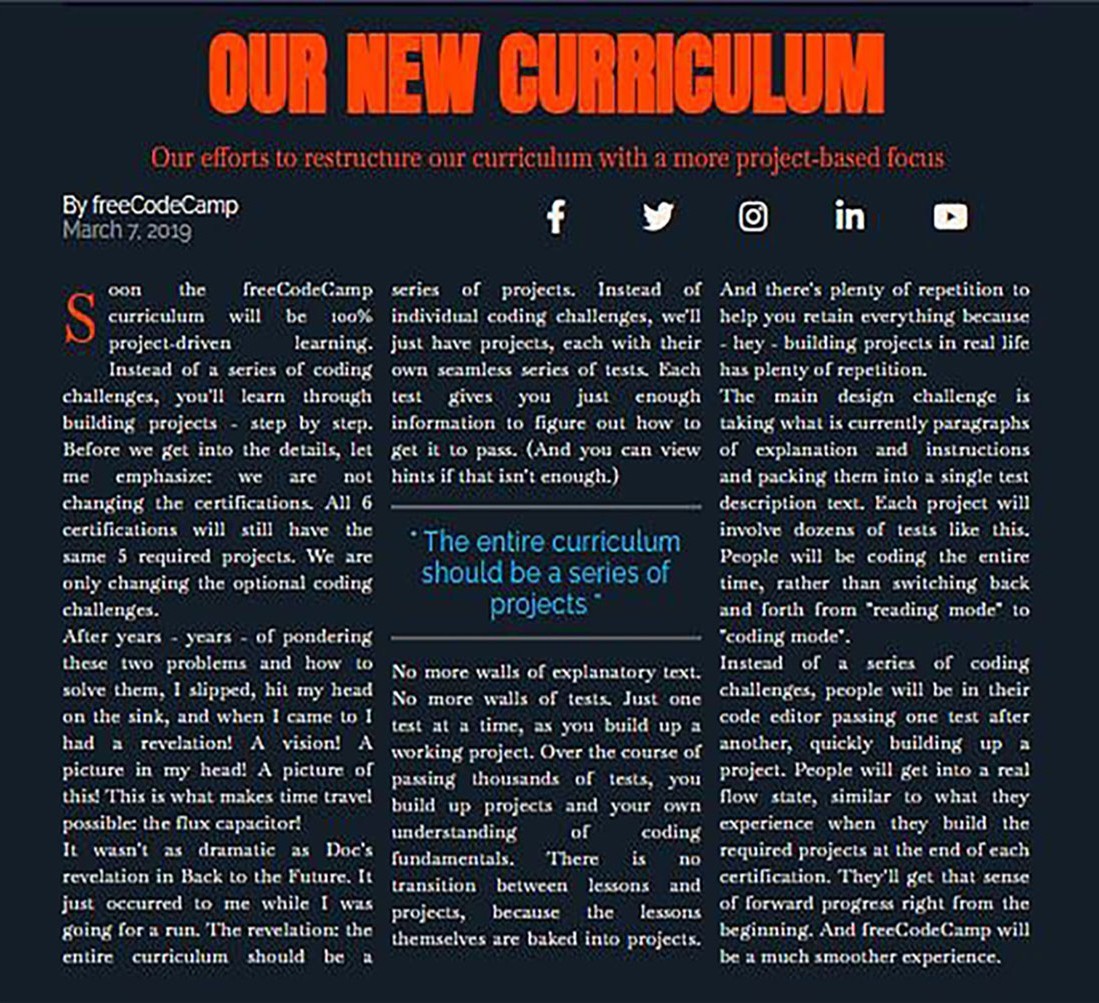 OUR NEW CURRICULUM
Our efforts to restructure our curriculum with a more project-based focus
By freeCodeCamp
March 7, 2019
Soon the freeCodeCamp
curriculum will be 100%
project-driven learning.
Instead of a series of coding
challenges, you'll learn through
building projects - step by step.
Before we get into the details, let
me emphasize: we are not
changing the certifications. All 6
certifications will still have the
same 5 required projects. We are
only changing the optional coding
challenges.
After years - years - of pondering
these two problems and how to
solve them, I slipped, hit my head
on the sink, and when I came to I
had a revelation! A vision! A
picture in my head! A picture of
this! This is what makes time travel
possible: the flux capacitor!
It wasn't as dramatic as Doc's
revelation in Back to the Future. It
just occurred to me while I was
going for a run. The revelation: the
entire curriculum should be a
series of projects. Instead of
individual coding challenges, we'll
just have projects, each with their
own seamless series of tests. Each
test gives you just enough
information to figure out how to
get it to pass. (And you can view
hints if that isn't enough.)
" The entire curriculum
should be a series of
projects "
No more walls of explanatory text.
No more walls of tests. Just one
test at a time, as you build up a
working project. Over the course of
passing thousands of tests, you
build up projects and your own
understanding of coding
fundamentals. There is no
transition between lessons and
projects, because the lessons
themselves are baked into projects.
And there's plenty of repetition to
help you retain everything because
- hey - building projects in real life
has plenty of repetition.
The main design challenge is
taking what is currently paragraphs
of explanation and instructions
and packing them into a single test
description text. Each project will
involve dozens of tests like this.
People will be coding the entire
time, rather than switching back
and forth from "reading mode" to
"coding mode".
Instead of a series of coding
challenges, people will be in their
code editor passing one test after
another, quickly building up a
project. People will get into a real
flow state, similar to what they
experience when they build the
required projects at the end of each
certification. They'll get that sense
of forward progress right from the
beginning. And freeCodeCamp will
be a much smoother experience.